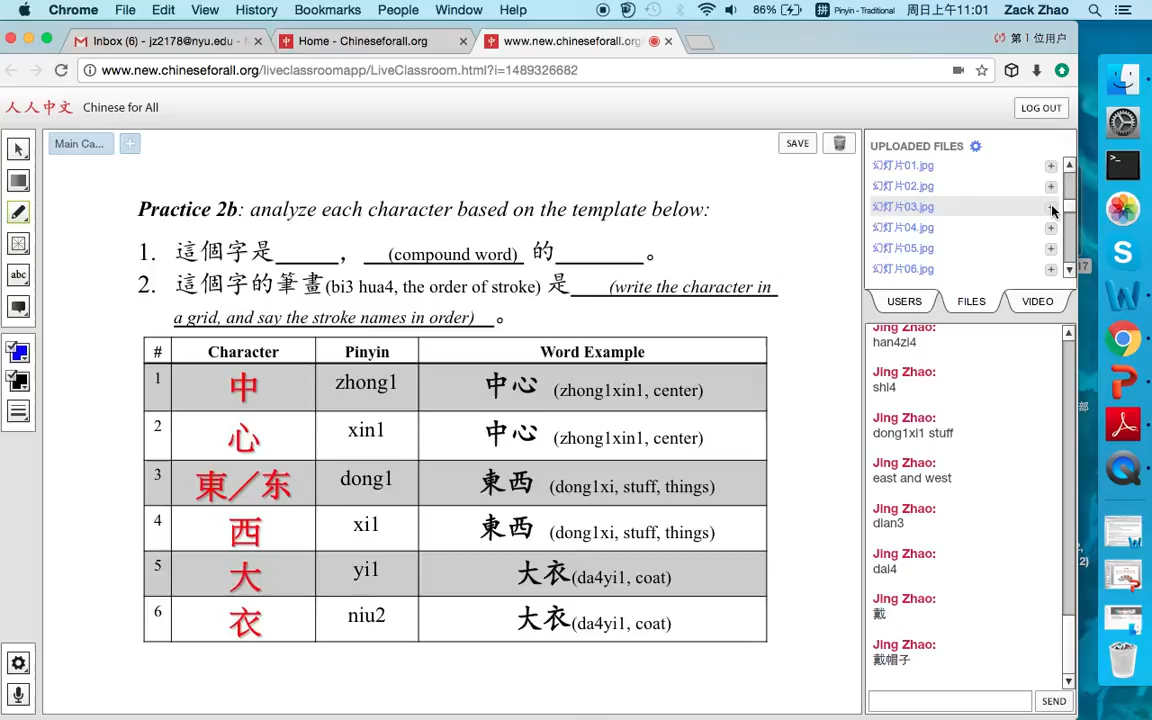 Chrome File Edit View History Bookmarks People Window Help 86% Pinyin - Traditional 周日上午11:01 Zack Zhao
Inbox (6) - jz2178@nyu.edu - Home - Chineseforall.org www.new.chineseforall.org/ 第 1 位用户
www.new.chineseforall.org/liveclassroomapp/LiveClassroom.html?i=1489326682
人人中文 Chinese for All LOG OUT
Main Ca... SAVE
UPLOADED FILES
幻灯片01.jpg
幻灯片02.jpg
幻灯片03.jpg
幻灯片04.jpg
幻灯片05.jpg
幻灯片06.jpg
USERS FILES VIDEO
Practice 2b: analyze each character based on the template below:
1. 這個字是______, (compound word) 的________。
2. 這個字的筆畫(bi3 hua4, the order of stroke) 是 (write the character in
a grid, and say the stroke names in order) 。
# Character Pinyin Word Example
1 中 zhong1 中心 (zhong1xin1, center)
2 心 xin1 中心 (zhong1xin1, center)
3 東／东 dong1 東西 (dong1xi, stuff, things)
4 西 xi1 東西 (dong1xi, stuff, things)
5 大 yi1 大衣(da4yi1, coat)
6 衣 niu2 大衣(da4yi1, coat)
Jing Zhao:
han4zi4
Jing Zhao:
shi4
Jing Zhao:
dong1xi1 stuff
Jing Zhao:
east and west
Jing Zhao:
dian3
Jing Zhao:
dai4
Jing Zhao:
戴
Jing Zhao:
戴帽子
SEND
abc
17
部
2)